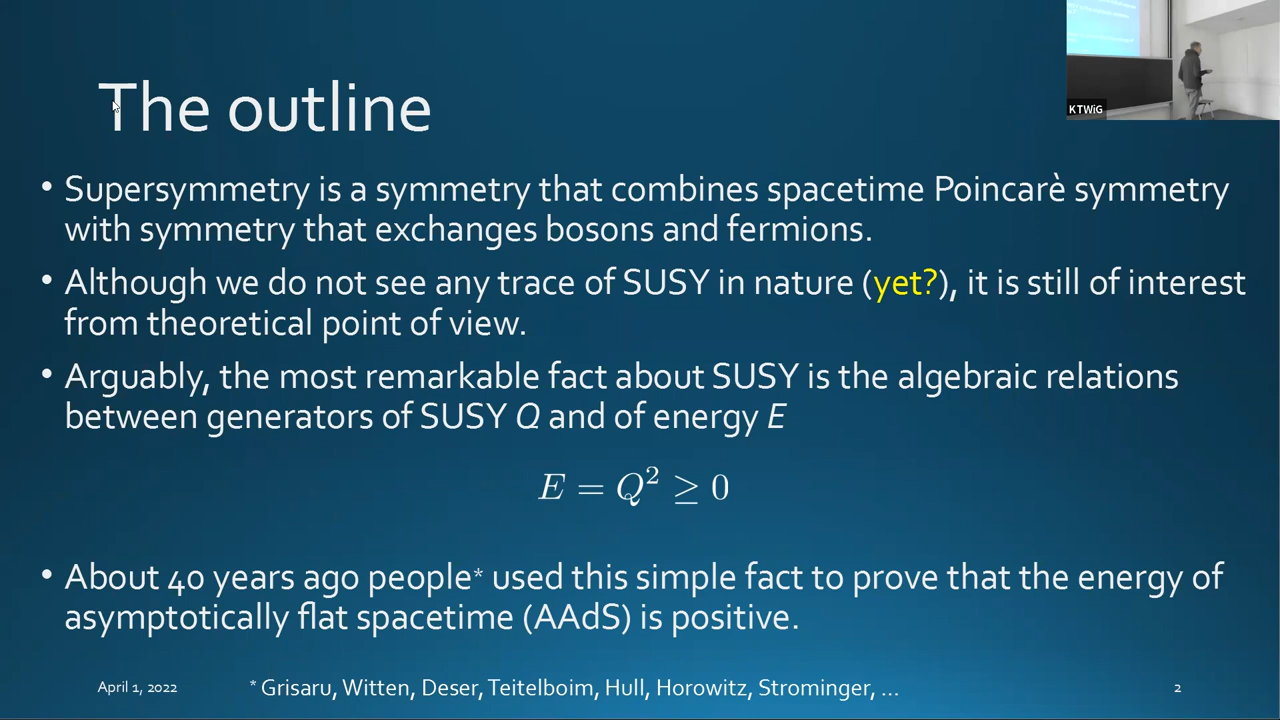 The outline
KTWiG
• Supersymmetry is a symmetry that combines spacetime Poincarè symmetry
with symmetry that exchanges bosons and fermions.
• Although we do not see any trace of SUSY in nature (yet?), it is still of interest
from theoretical point of view.
• Arguably, the most remarkable fact about SUSY is the algebraic relations
between generators of SUSY Q and of energy E
E = Q² ≥ 0
• About 40 years ago people* used this simple fact to prove that the energy of
asymptotically flat spacetime (AAdS) is positive.
April 1, 2022
* Grisaru, Witten, Deser, Teitelboim, Hull, Horowitz, Strominger, ...
2